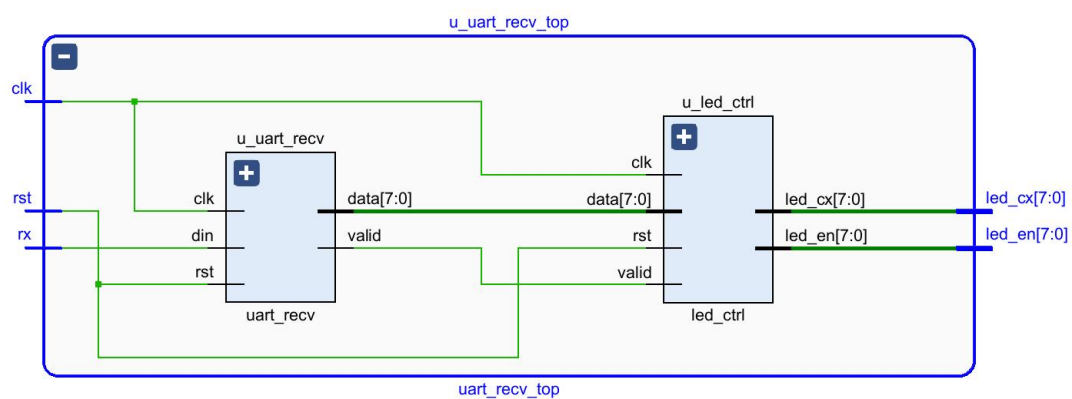 u_uart_recv_top
clk
rst
rx
u_uart_recv
clk
din
rst
data[7:0]
valid
uart_recv
u_led_ctrl
clk
data[7:0]
rst
valid
led_cx[7:0]
led_en[7:0]
led_ctrl
led_cx[7:0]
led_en[7:0]
uart_recv_top